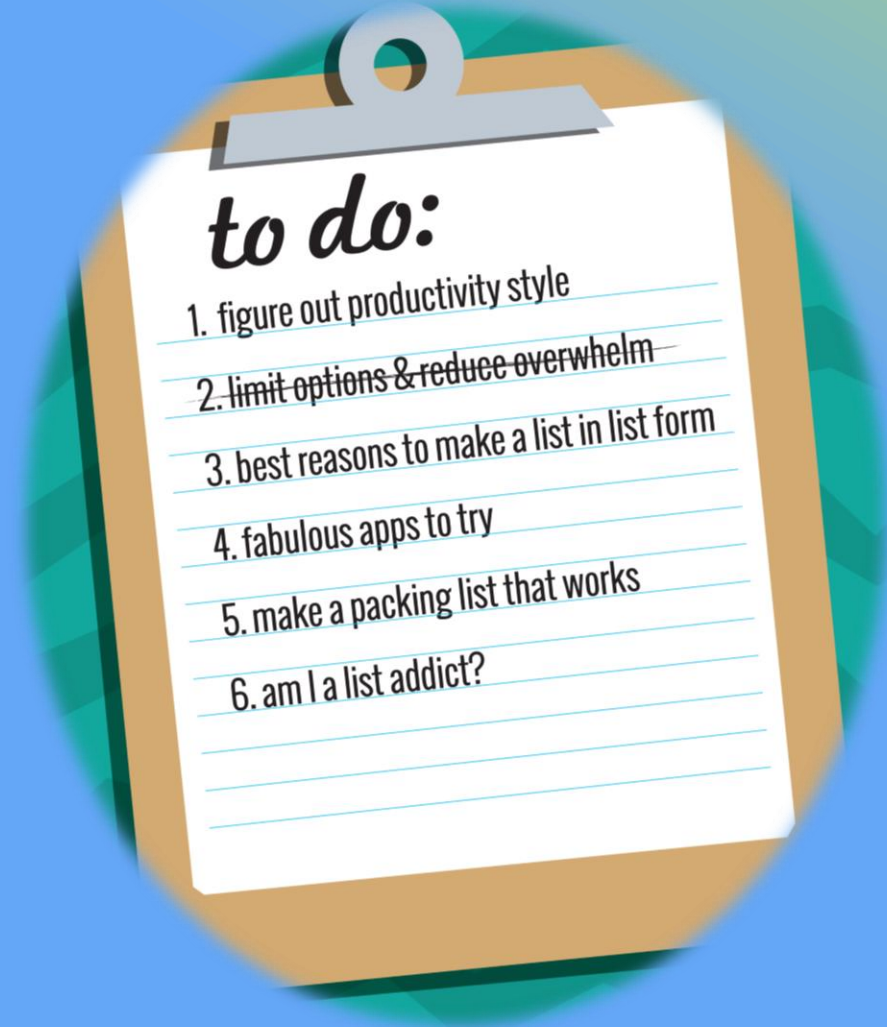 to do:
1. figure out productivity style
2. limit options & reduce overwhelm
3. best reasons to make a list in list form
4. fabulous apps to try
5. make a packing list that works
6. am I a list addict?